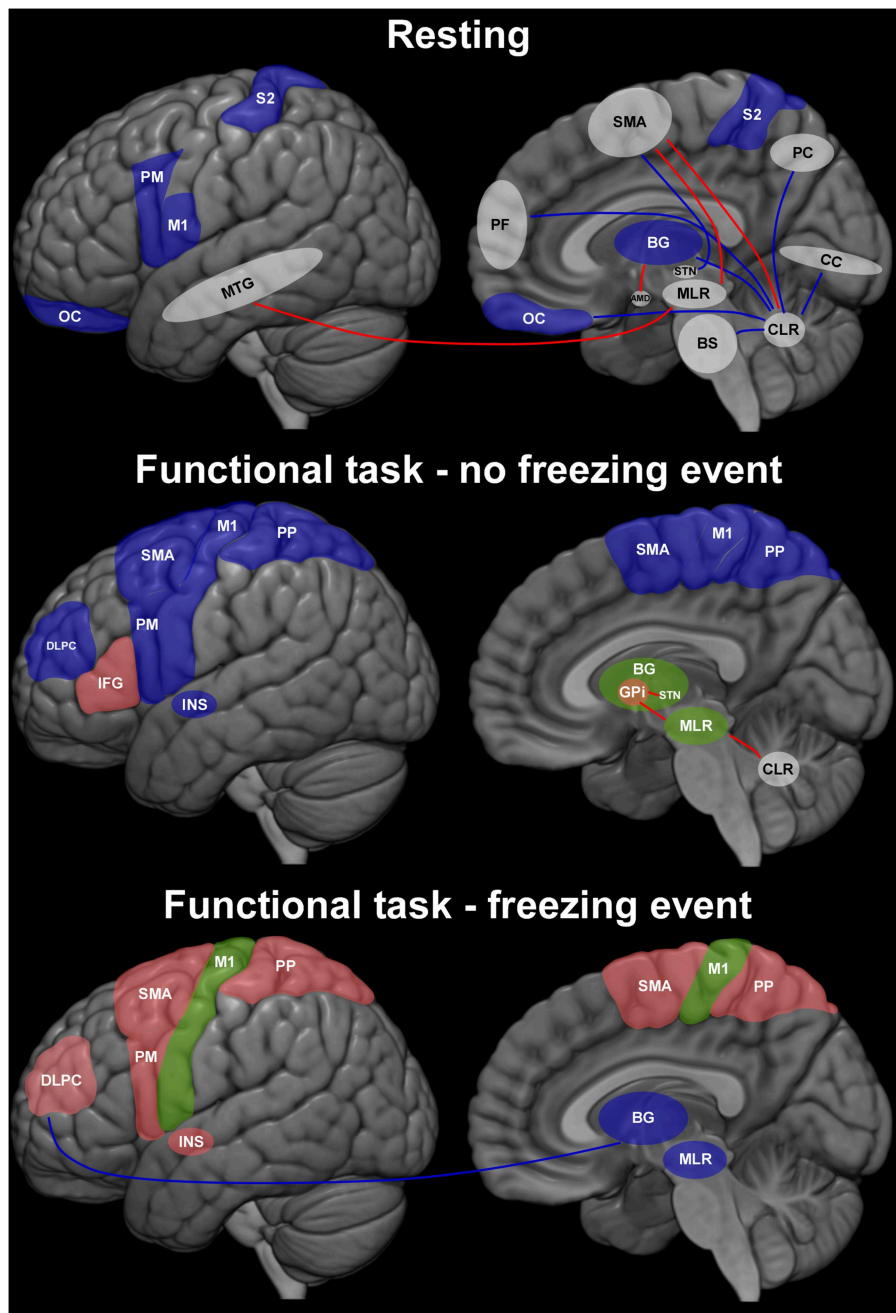 Resting
S2
PM
M1
MTG
OC
SMA
S2
PC
PF
BG
STN
CC
AMD
MLR
OC
BS
CLR
Functional task - no freezing event
M1
PP
SMA
PM
DLPC
IFG
INS
SMA
M1
PP
BG
GPi
STN
MLR
CLR
Functional task - freezing event
M1
PP
SMA
PM
DLPC
INS
M1
SMA
PP
BG
MLR